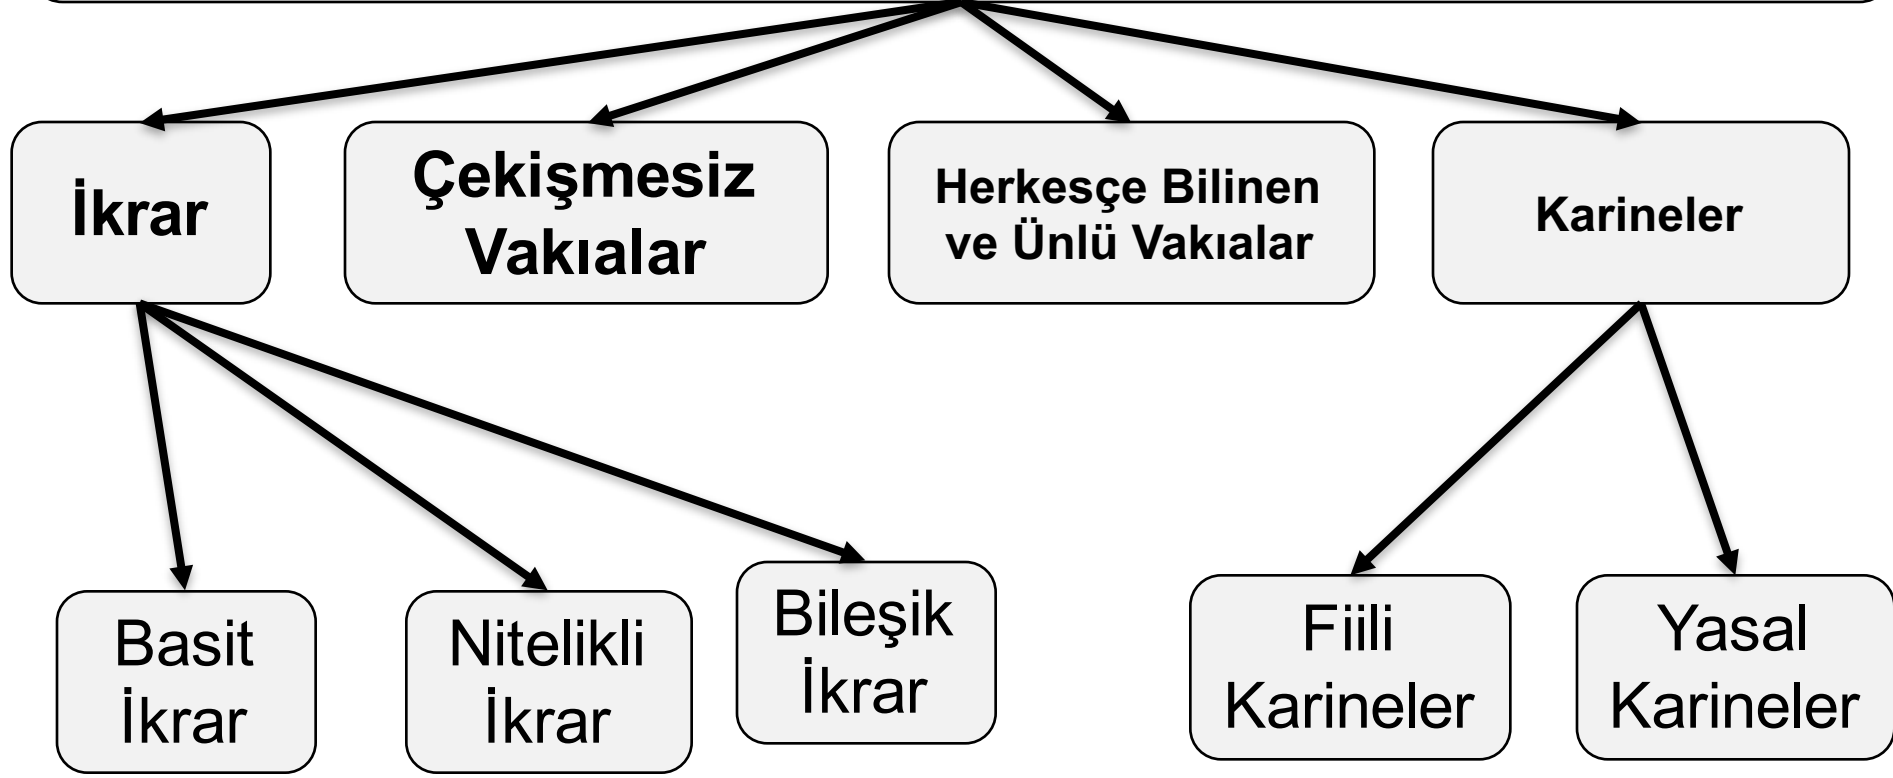 İkrar
Çekişmesiz
Vakıalar
Herkesçe Bilinen
ve Ünlü Vakıalar
Karineler
Basit
İkrar
Nitelikli
İkrar
Bileşik
İkrar
Fiili
Karineler
Yasal
Karineler